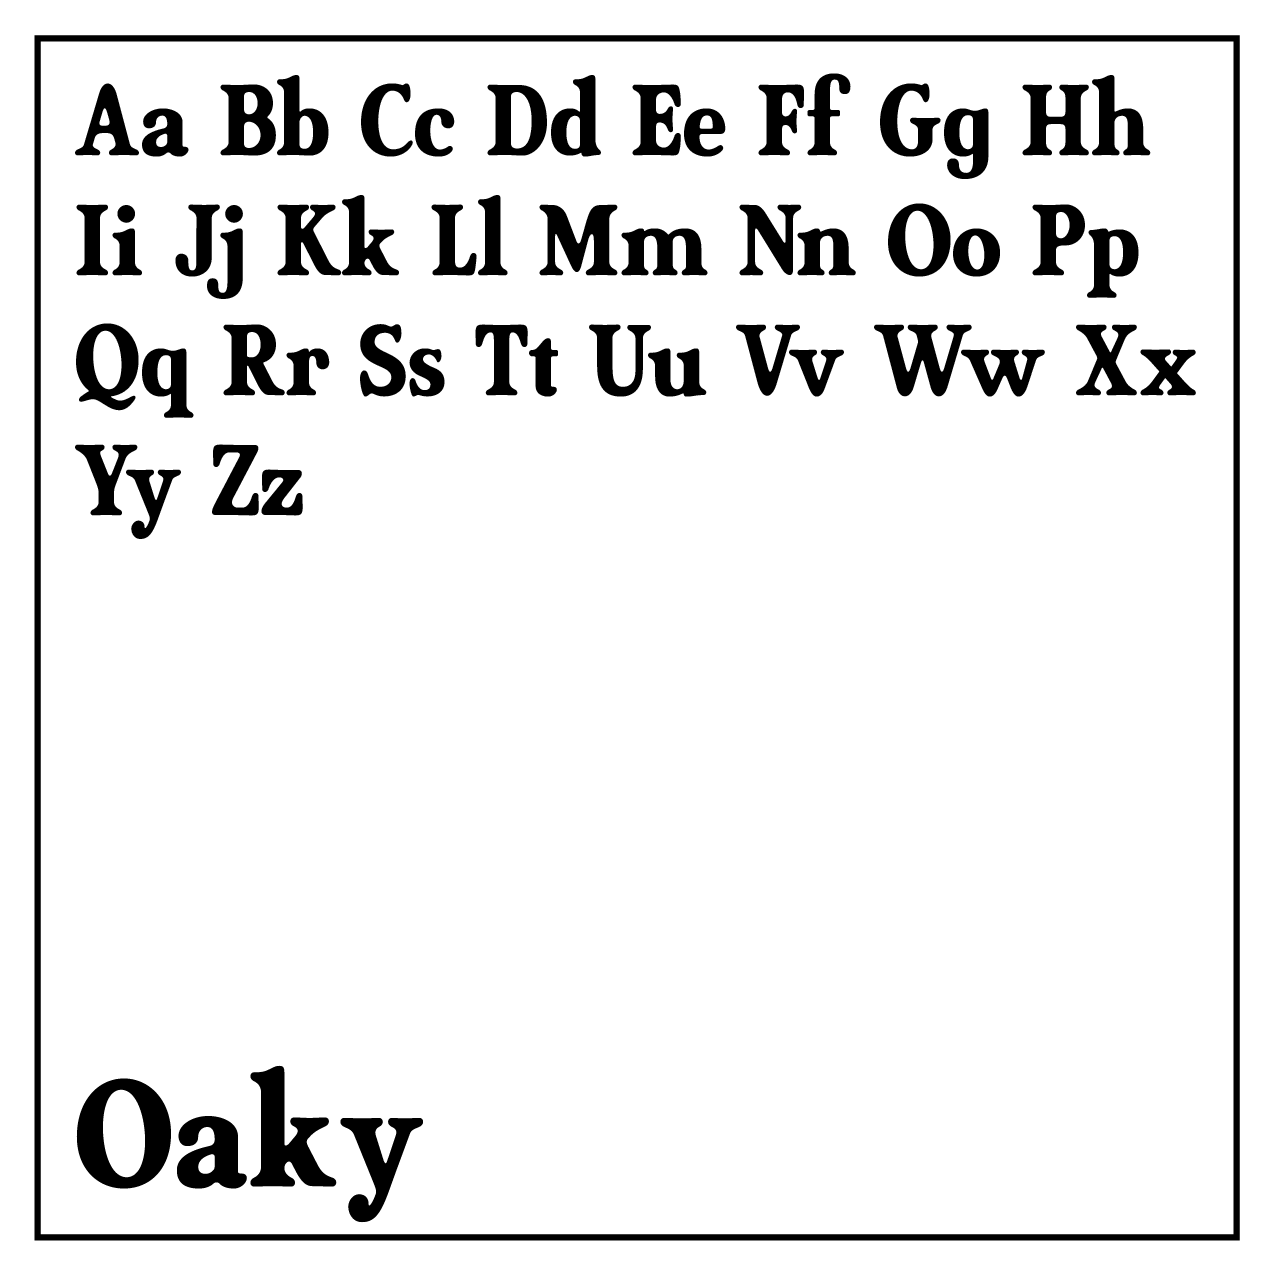 Aa Bb Cc Dd Ee Ff Gg Hh
Ii Jj Kk Ll Mm Nn Oo Pp
Qq Rr Ss Tt Uu Vv Ww Xx
Yy Zz
Oaky